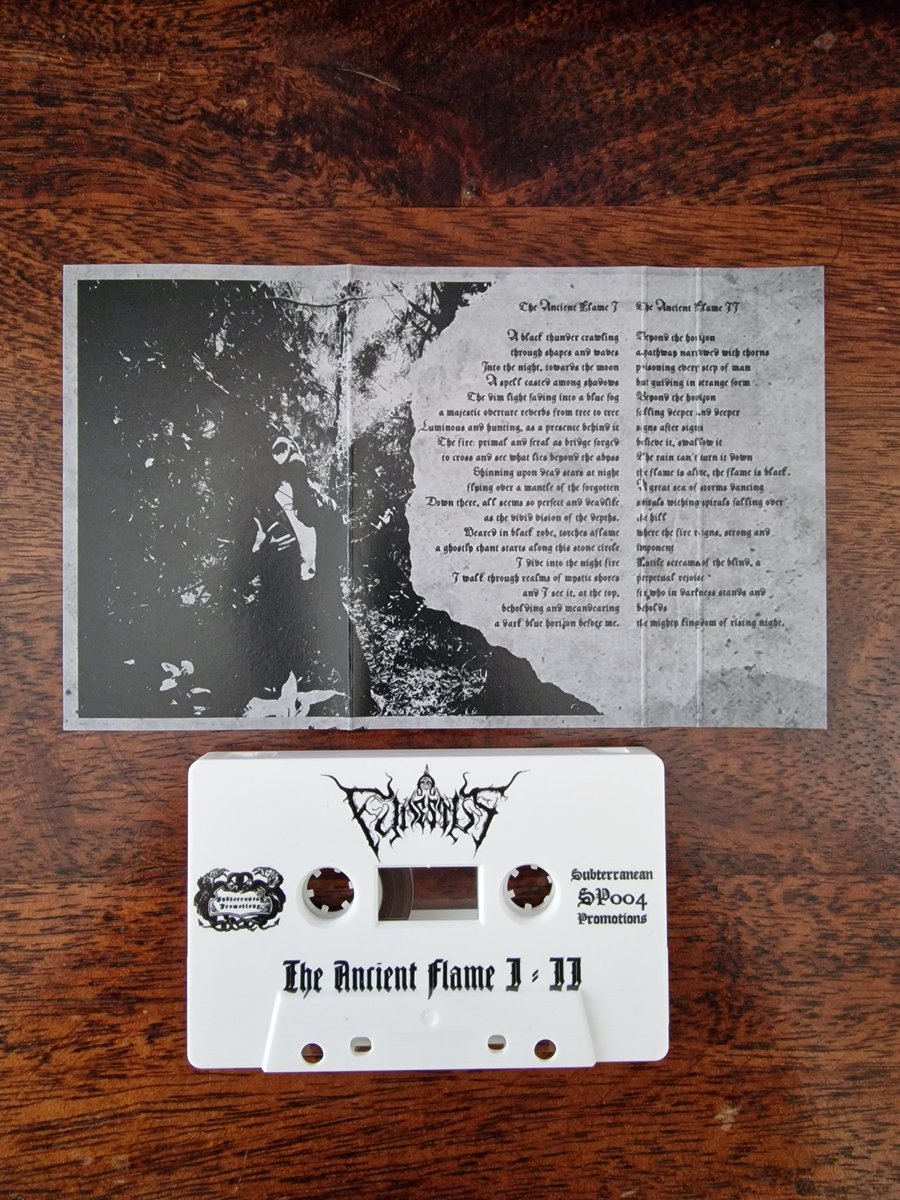 The Ancient Flame I
A black thunder crawling
through shapes and waves
Into the night, towards the moon
A spell casted among shadows
The dim light fading into a blue fog
a majestic overture reverbs from tree to tree
Luminous and hunting, as a presence behind it
The fire: primal and feral as bridge forged
to cross and see what lies beyond the abyss
Shinning upon dead stars at night
flying over a mantle of the forgotten
Down there, all seems so perfect and deadlike
as the vivid vision of the depths.
Weared in black robe, torches aflame
a ghostly chant starts along this stone circle
I dive into the night fire
I walk through realms of mystic shores
and I see it, at the top,
beholding and meandearing
a dark blue horizon before me.
The Ancient Flame II
Beyond the horizon
a pathway narrowed with thorns
poisoning every step of man
but guiding in strange form
Beyond the horizon
falling deeper and deeper
signs after signs
believe it, swallow it
The rain can't turn it down
the flame is alive, the flame is black.
A great sea of storms dancing
spirals withing spirals falling over
the hill
where the fire reigns, strong and
imponent
Futile screams of the blind, a
perpetual rejoice
for who in darkness stands and
beholds
the mighty kingdom of rising night.
Funestus
Subterranean
Promotions
Subterranean
SP004
Promotions
The Ancient Flame I - II